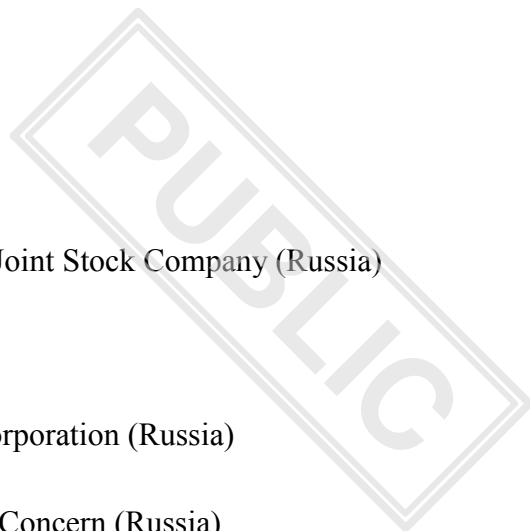 Joint Stock Company (Russia)
PUBLIC
orporation (Russia)
Concern (Russia)